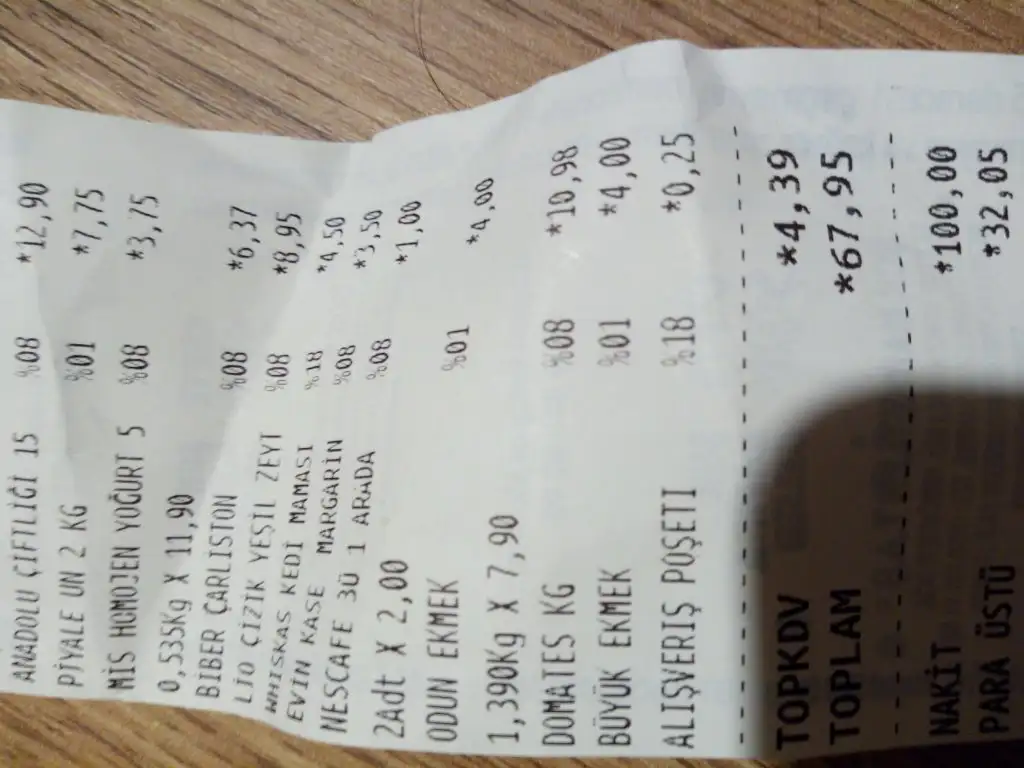 ANADOLU ÇİFTLİĞİ 15 %08 *12,90
PİYALE UN 2 KG %01 *7,75
MİS HOMOJEN YOĞURT 5 %08 *3,75
0,535Kg X 11,90
BİBER ÇARLİSTON %08 *6,37
LİO ÇİZİK YEŞİL ZEYT %08 *8,95
WHISKAS KEDİ MAMASI %18 *4,50
EVİN KASE MARGARİN %08 *3,50
NESCAFE 3Ü 1 ARADA %08 *1,00
2Adt X 2,00
ODUN EKMEK %01 *4,00
1,390Kg X 7,90
DOMATES KG %08 *10,98
BÜYÜK EKMEK %01 *4,00
ALIŞVERİŞ POŞETİ %18 *0,25
TOPKDV *4,39
TOPLAM *67,95
NAKİT *100,00
PARA ÜSTÜ *32,05